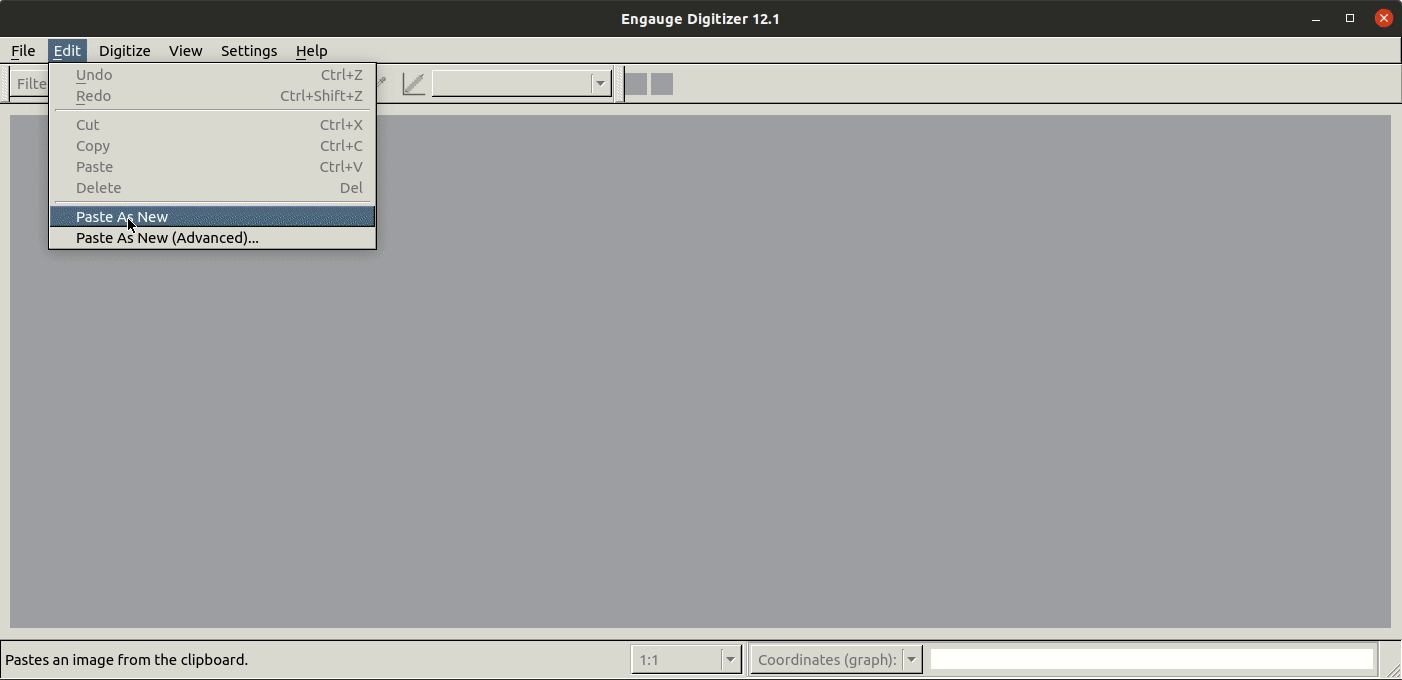 Engauge Digitizer 12.1
File Edit Digitize View Settings Help
Filte
Undo Ctrl+Z
Redo Ctrl+Shift+Z
Cut Ctrl+X
Copy Ctrl+C
Paste Ctrl+V
Delete Del
Paste As New
Paste As New (Advanced)...
Pastes an image from the clipboard.
1:1
Coordinates (graph):